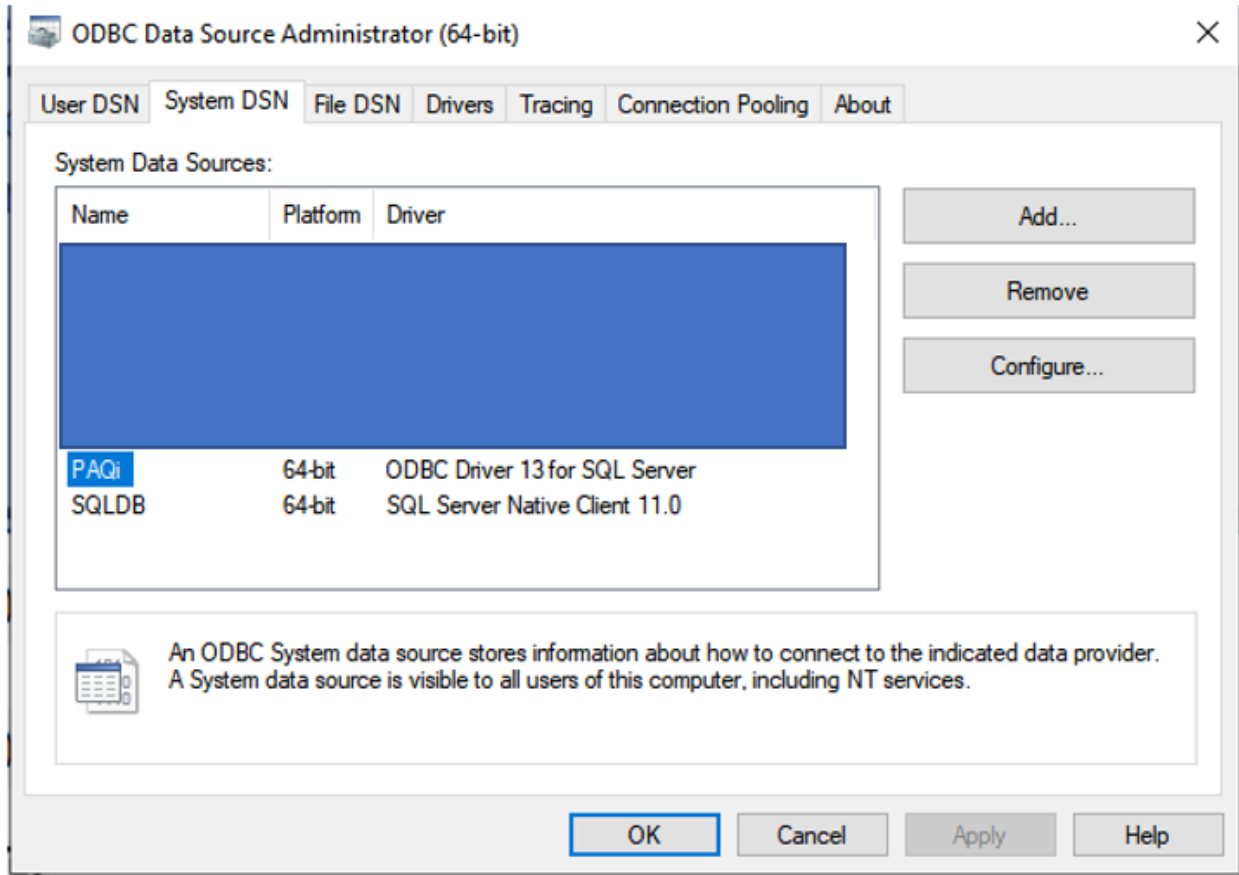 ODBC Data Source Administrator (64-bit)
User DSN System DSN File DSN Drivers Tracing Connection Pooling About
System Data Sources:
Name Platform Driver
PAQi 64-bit ODBC Driver 13 for SQL Server
SQLDB 64-bit SQL Server Native Client 11.0
Add...
Remove
Configure...
An ODBC System data source stores information about how to connect to the indicated data provider.
A System data source is visible to all users of this computer, including NT services.
OK Cancel Apply Help